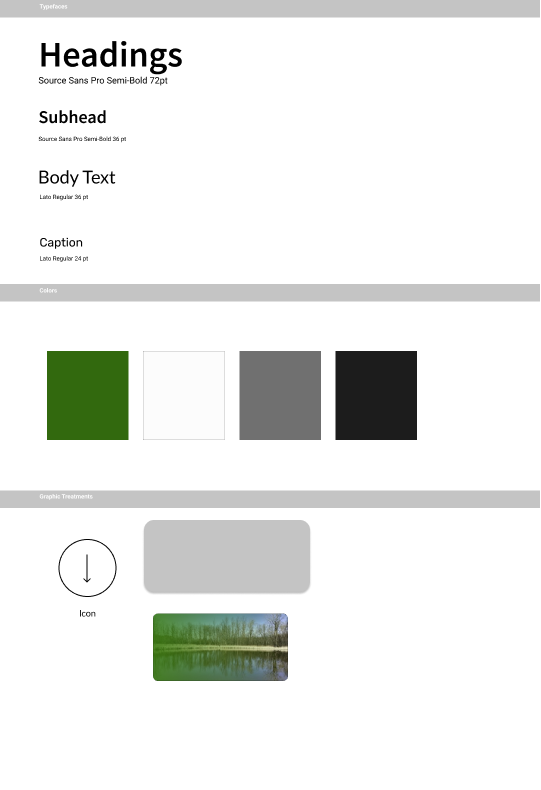 Typefaces
Headings
Source Sans Pro Semi-Bold 72pt
Subhead
Source Sans Pro Semi-Bold 36 pt
Body Text
Lato Regular 36 pt
Caption
Lato Regular 24 pt
Colors
Graphic Treatments
Icon